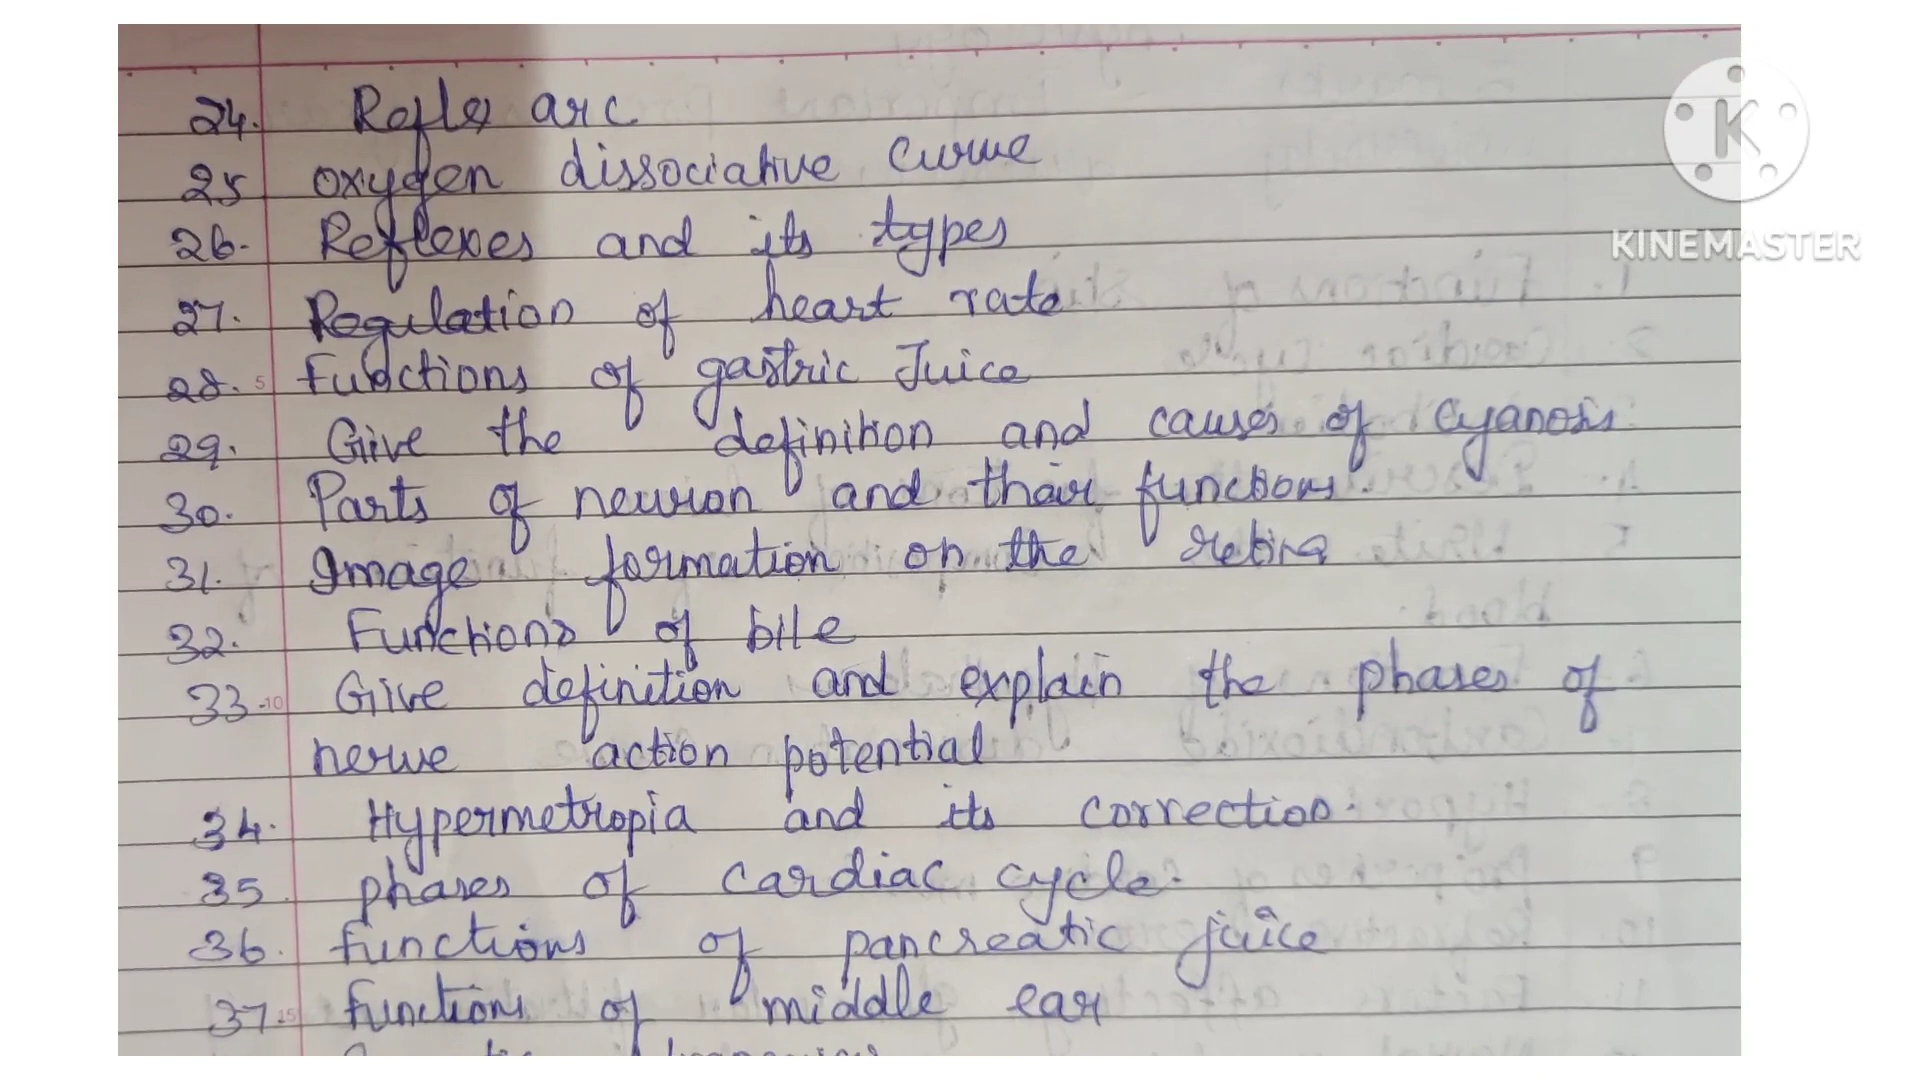 24. Reflex arc
25 oxygen dissociative curve
26. Reflexes and its types
27. Regulation of heart rate
28. Functions of gastric Juice
29. Give the definition and causes of cyanosis
30. Parts of neuron and their functions.
31. Image formation on the retina
32. Functions of bile
33. Give definition and explain the phases of
nerve action potential
34. Hypermetropia and its correction.
35. phases of cardiac cycle.
36. functions of pancreatic juice
37. functions of middle ear
KINEMASTER